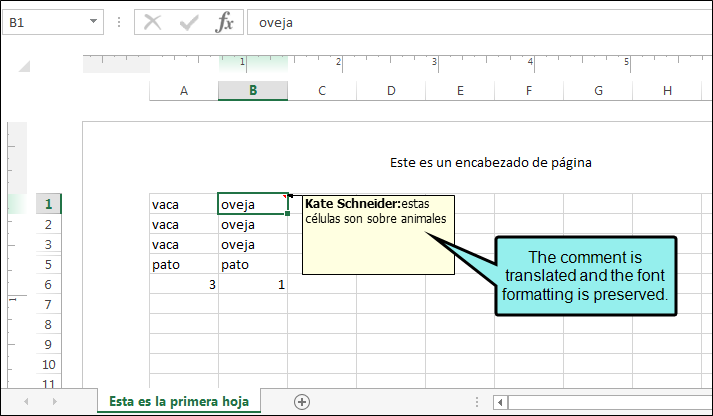 B1 fx oveja
1 2 3 4 5
A B C D E F G H
Este es un encabezado de página
1 vaca oveja
2 vaca oveja
3 vaca oveja
5 pato pato
6 3 1
7
8
9
10
11
Kate Schneider:estas
células son sobre animales
The comment is
translated and the font
formatting is preserved.
1
Esta es la primera hoja